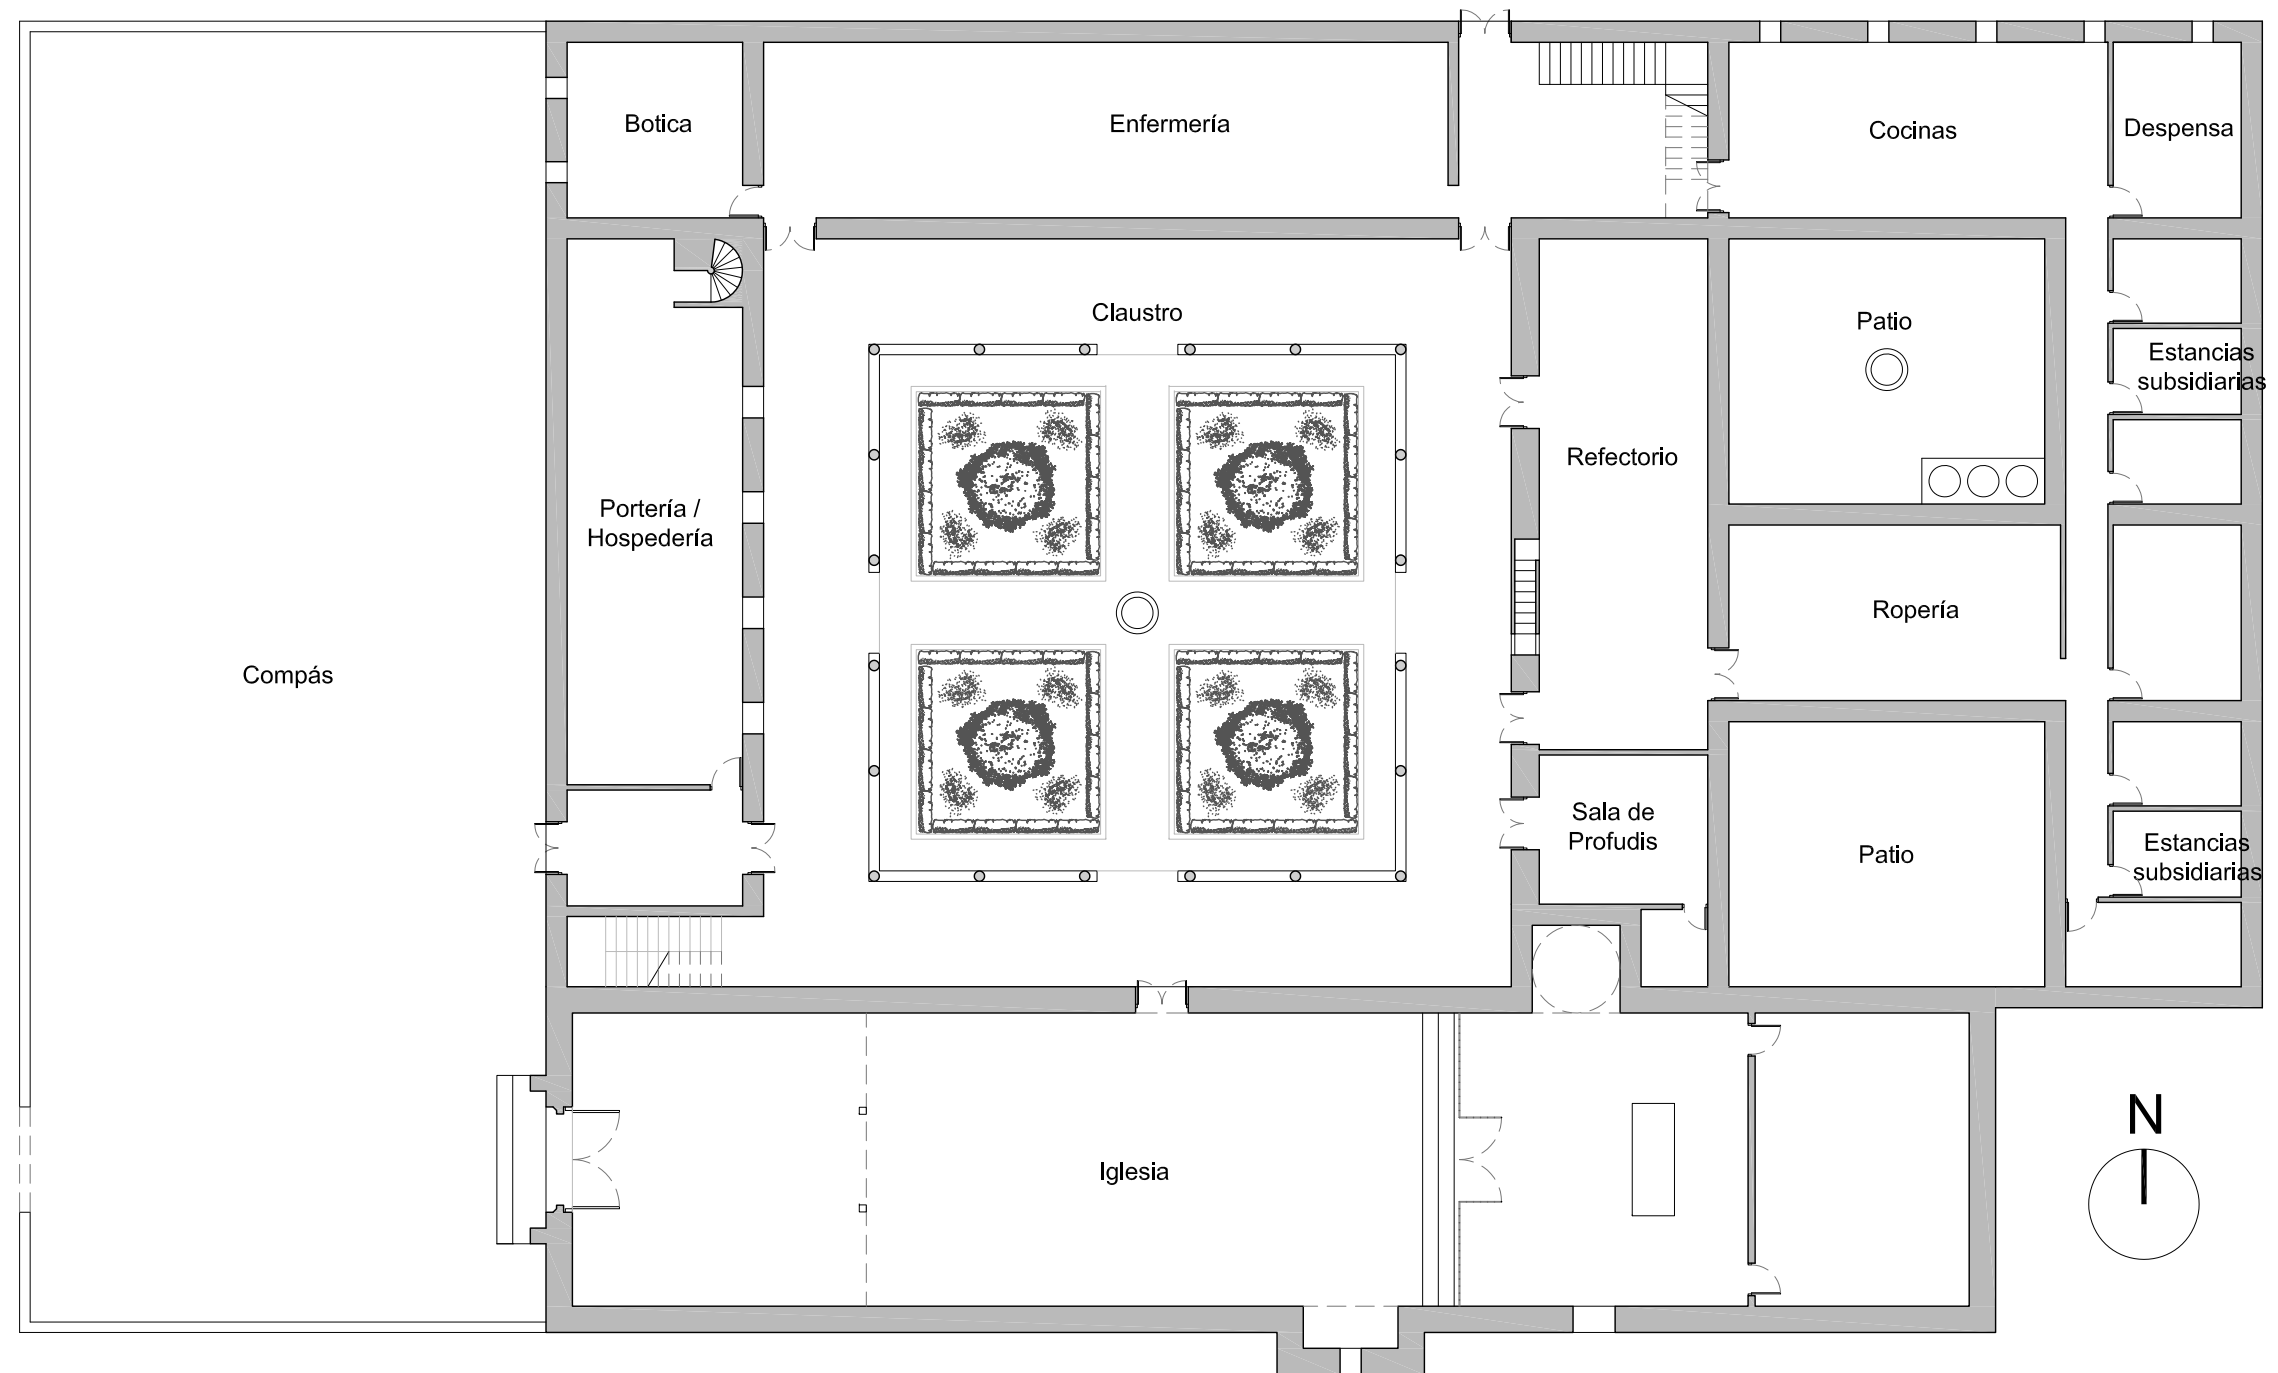 Botica
Enfermería
Cocinas
Despensa
Claustro
Patio
Estancias
subsidiarias
Refectorio
Portería /
Hospedería
Ropería
Compás
Sala de
Profudis
Patio
Estancias
subsidiarias
Iglesia
N